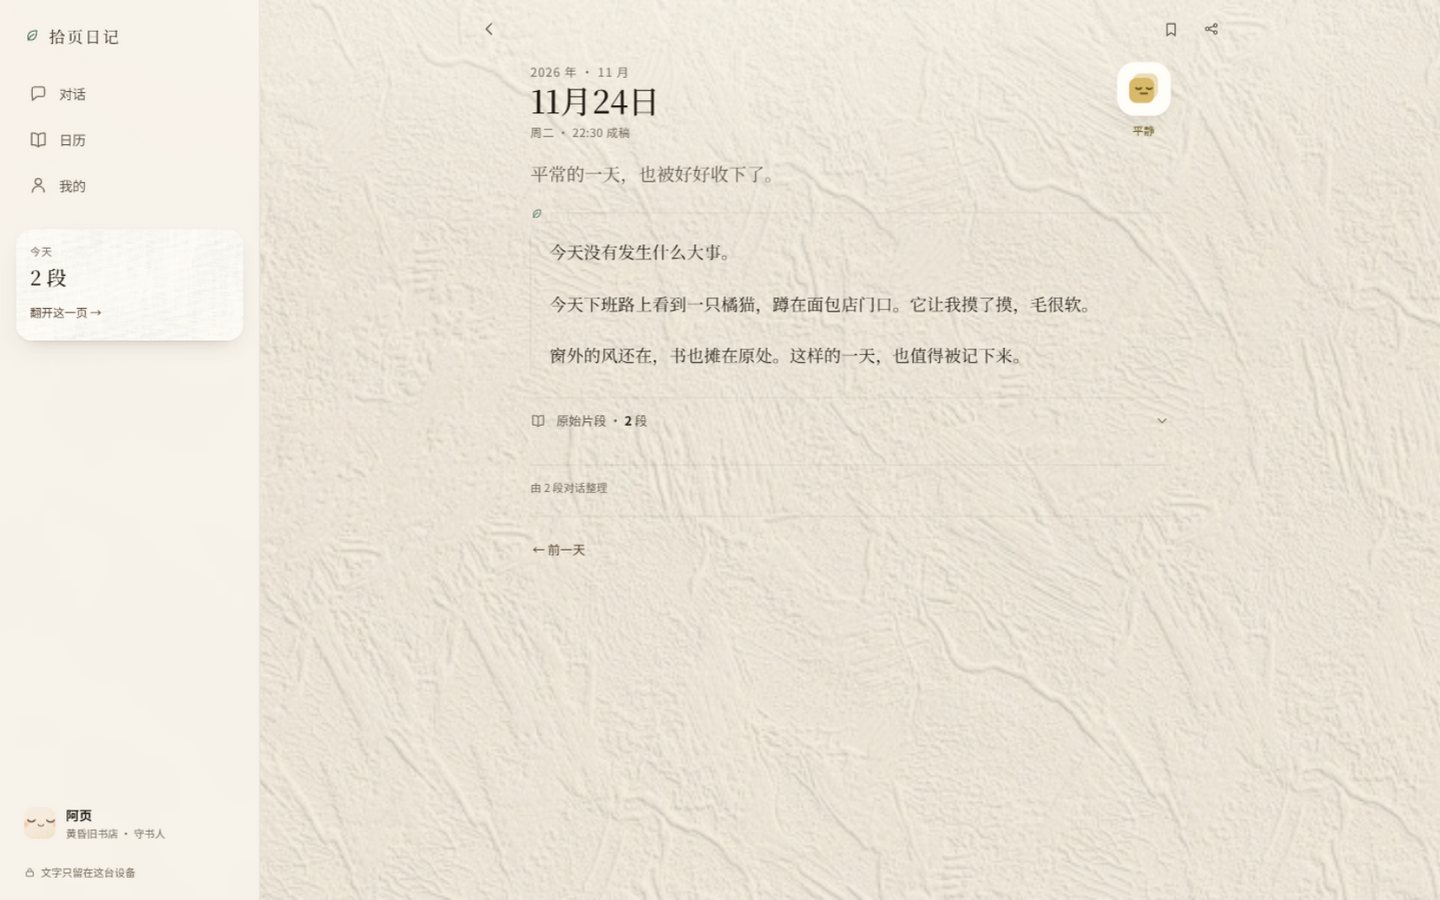 拾页日记
对话
日历
我的
今天
2 段
翻开这一页 →
阿页
黄昏旧书店 · 守书人
文字只留在这台设备
2026 年 · 11 月
11月24日
周二 · 22:30 成稿
平静
平常的一天，也被好好收下了。
今天没有发生什么大事。
今天下班路上看到一只橘猫，蹲在面包店门口。它让我摸了摸，毛很软。
窗外的风还在，书也摊在原处。这样的一天，也值得被记下来。
原始片段 · 2 段
由 2 段对话整理
← 前一天